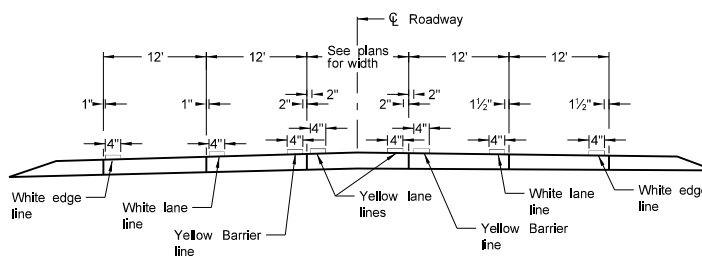 ℄ Roadway
12' 12' See plans for width 12' 12'
2" 2"
1" 1" 2" 2" 1½" 1½"
4" 4"
4" 4" 4" 4" 4" 4"
White edge line
White lane line
Yellow Barrier line
Yellow lane lines
Yellow Barrier line
White lane line
White edge line